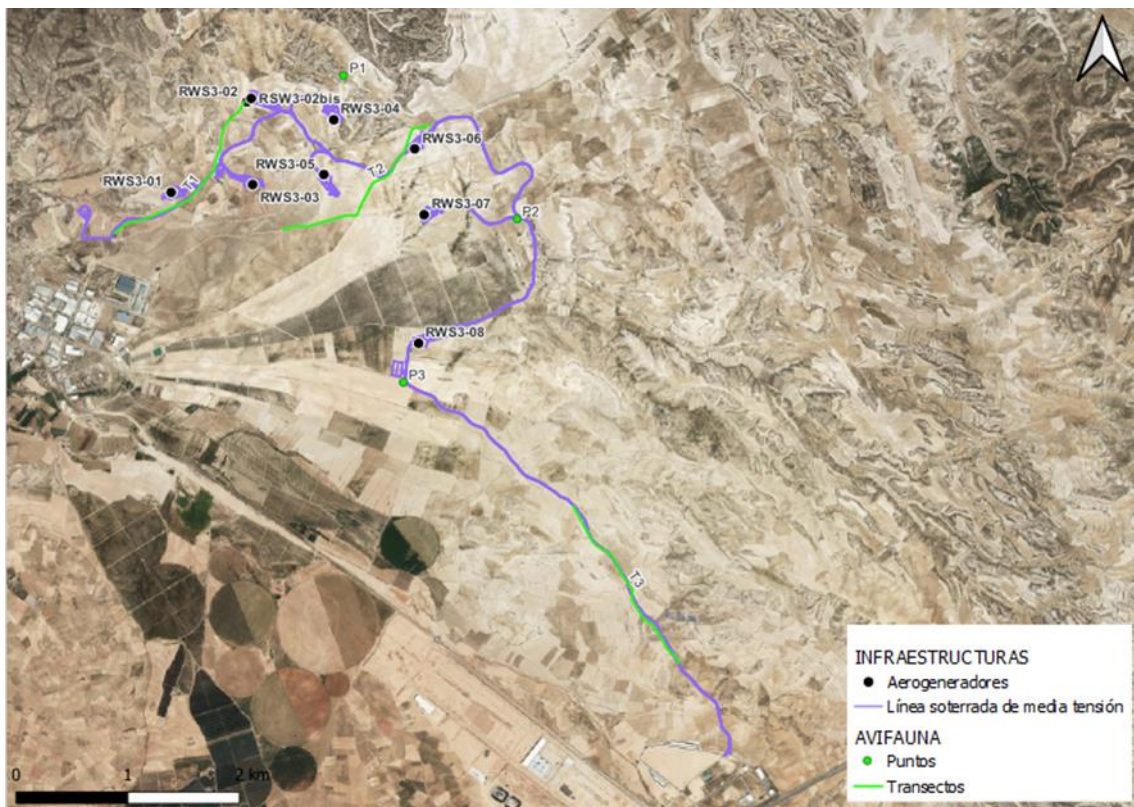 P1
RWS3-02
RSW3-02bis
RWS3-04
RWS3-06
RWS3-05
T2
RWS3-01
T1
RWS3-03
RWS3-07
P2
RWS3-08
P3
T3
INFRAESTRUCTURAS
Aerogeneradores
Línea soterrada de media tensión
AVIFAUNA
Puntos
Transectos
0 1 2 km